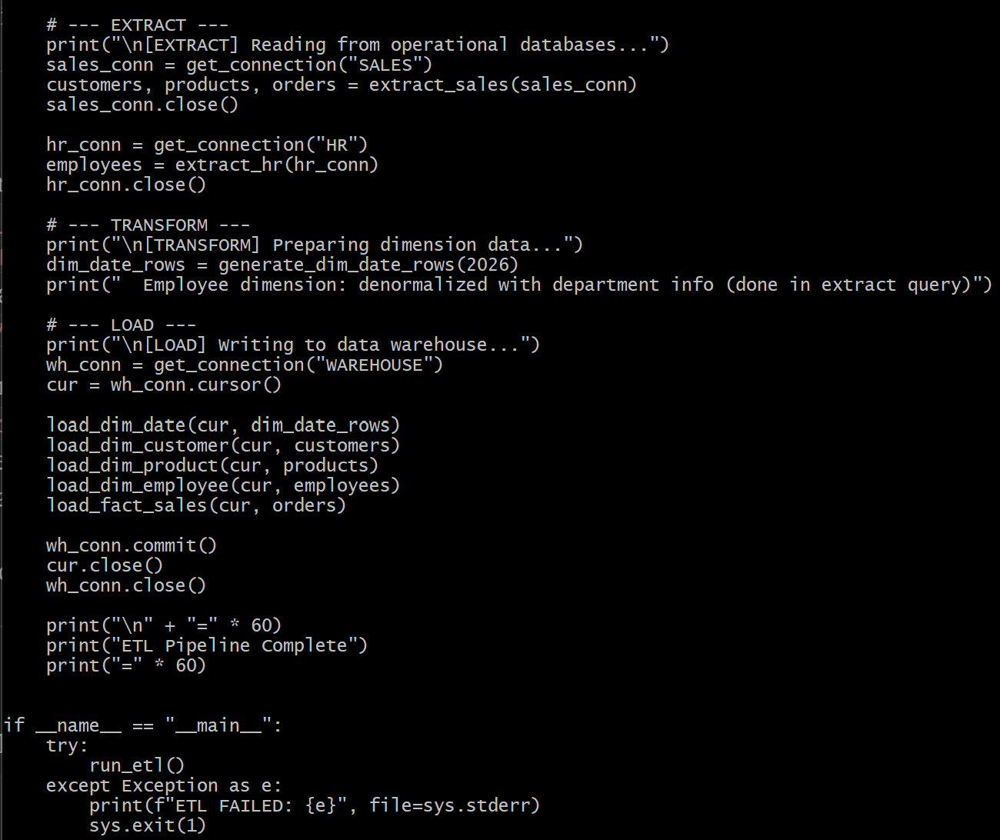 # --- EXTRACT ---
print("\n[EXTRACT] Reading from operational databases...")
sales_conn = get_connection("SALES")
customers, products, orders = extract_sales(sales_conn)
sales_conn.close()
hr_conn = get_connection("HR")
employees = extract_hr(hr_conn)
hr_conn.close()
# --- TRANSFORM ---
print("\n[TRANSFORM] Preparing dimension data...")
dim_date_rows = generate_dim_date_rows(2026)
print("  Employee dimension: denormalized with department info (done in extract query)")
# --- LOAD ---
print("\n[LOAD] Writing to data warehouse...")
wh_conn = get_connection("WAREHOUSE")
cur = wh_conn.cursor()
load_dim_date(cur, dim_date_rows)
load_dim_customer(cur, customers)
load_dim_product(cur, products)
load_dim_employee(cur, employees)
load_fact_sales(cur, orders)
wh_conn.commit()
cur.close()
wh_conn.close()
print("\n" + "=" * 60)
print("ETL Pipeline Complete")
print("=" * 60)
if __name__ == "__main__":
try:
run_etl()
except Exception as e:
print(f"ETL FAILED: {e}", file=sys.stderr)
sys.exit(1)